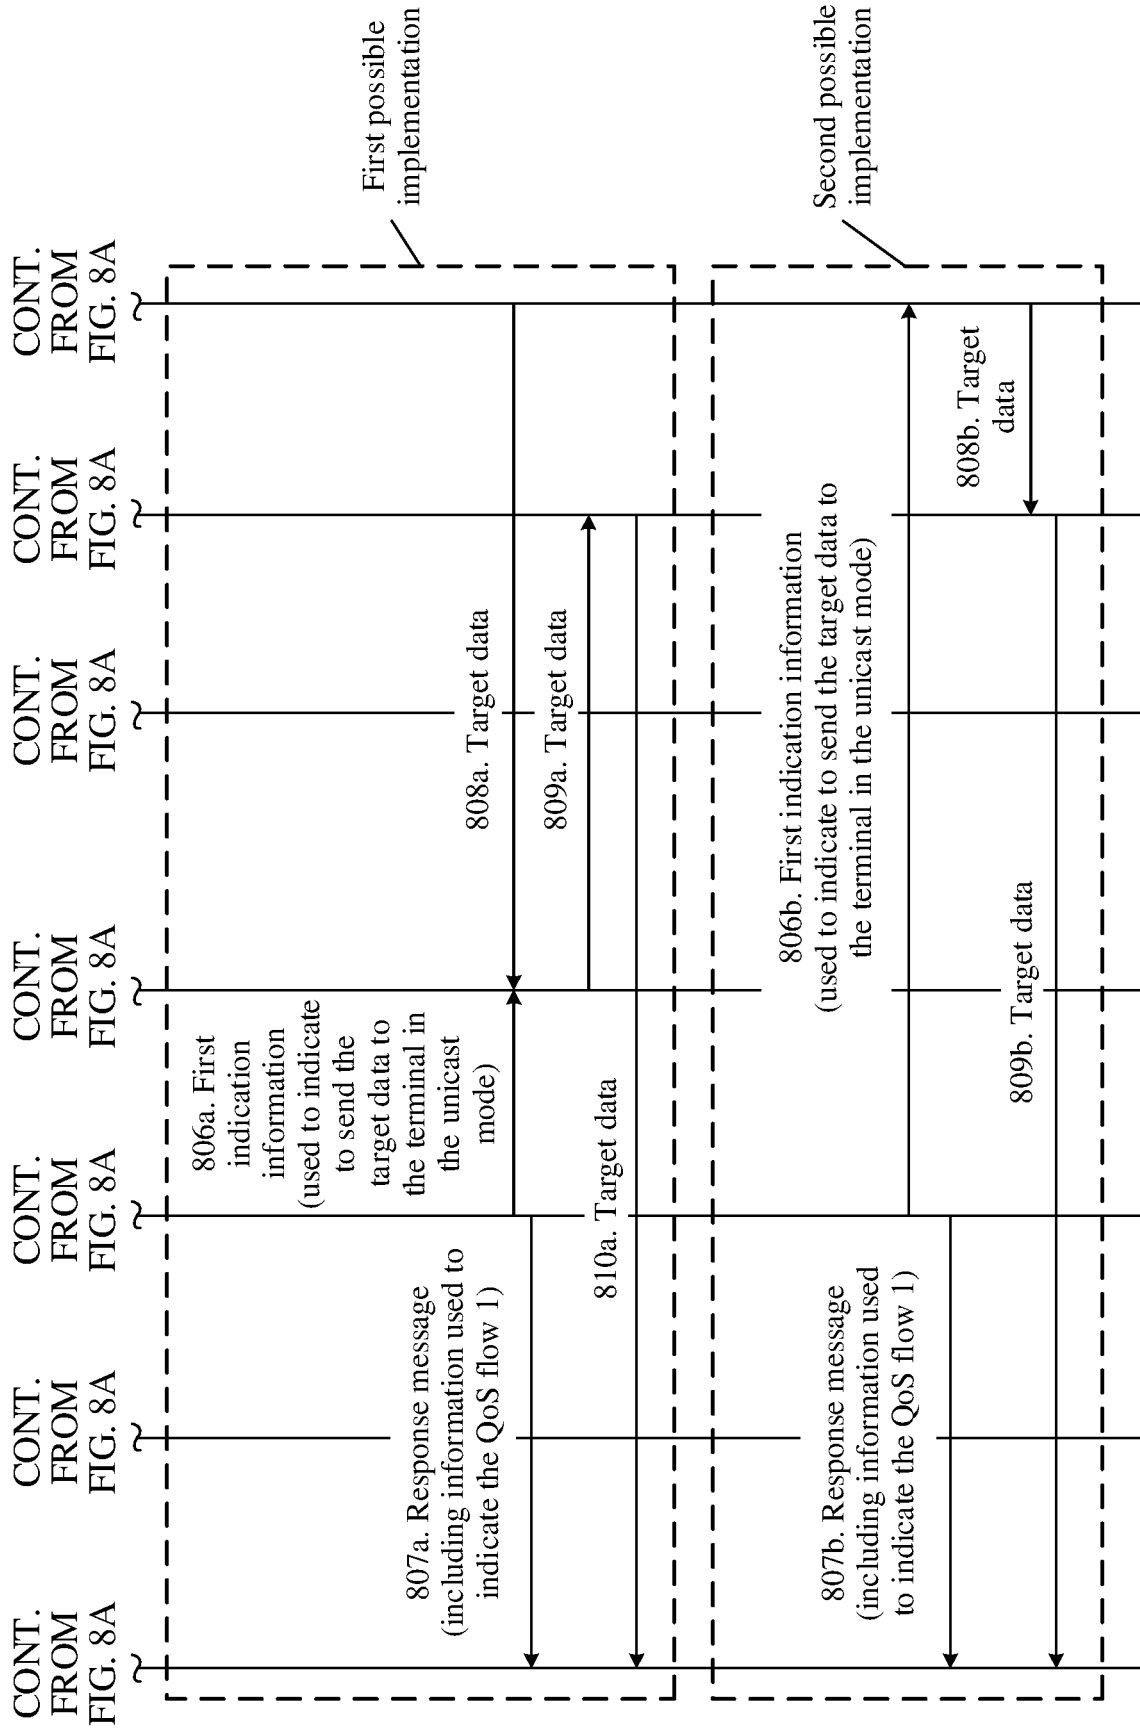 CONT.
FROM
FIG. 8A
CONT.
FROM
FIG. 8A
CONT.
FROM
FIG. 8A
CONT.
FROM
FIG. 8A
CONT.
FROM
FIG. 8A
CONT.
FROM
FIG. 8A
CONT.
FROM
FIG. 8A
First possible
implementation
806a. First
indication
information
(used to indicate
to send the
target data to
the terminal in
the unicast
mode)
807a. Response message
(including information used to
indicate the QoS flow 1)
808a. Target data
809a. Target data
810a. Target data
Second possible
implementation
806b. First indication information
(used to indicate to send the target data to
the terminal in the unicast mode)
807b. Response message
(including information used
to indicate the QoS flow 1)
808b. Target
data
809b. Target data